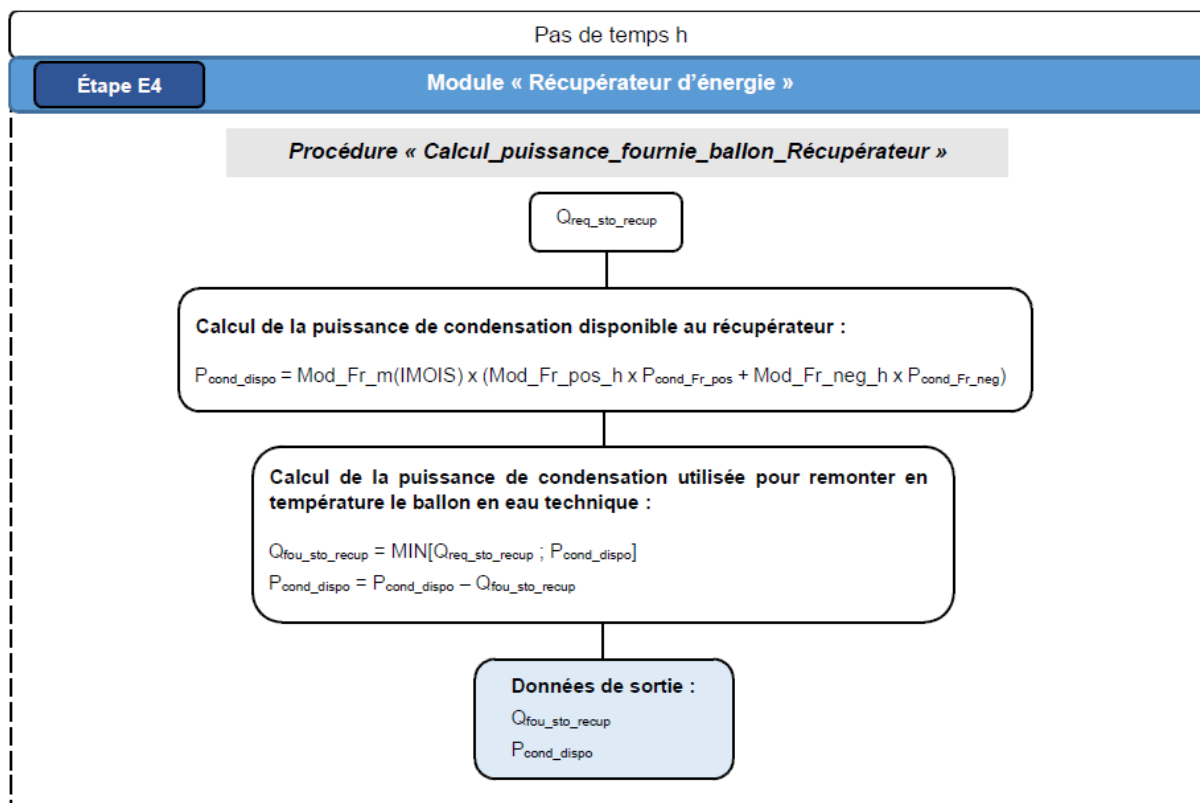 Pas de temps h
Étape E4
Module « Récupérateur d'énergie »
Procédure « Calcul_puissance_fournie_ballon_Récupérateur »
Qreq_sto_recup
Calcul de la puissance de condensation disponible au récupérateur :
Pcond_dispo = Mod_Fr_m(IMOIS) x (Mod_Fr_pos_h x Pcond_Fr_pos + Mod_Fr_neg_h x Pcond_Fr_neg)
Calcul de la puissance de condensation utilisée pour remonter en
température le ballon en eau technique :
Qfou_sto_recup = MIN[Qreq_sto_recup ; Pcond_dispo]
Pcond_dispo = Pcond_dispo – Qfou_sto_recup
Données de sortie :
Qfou_sto_recup
Pcond_dispo